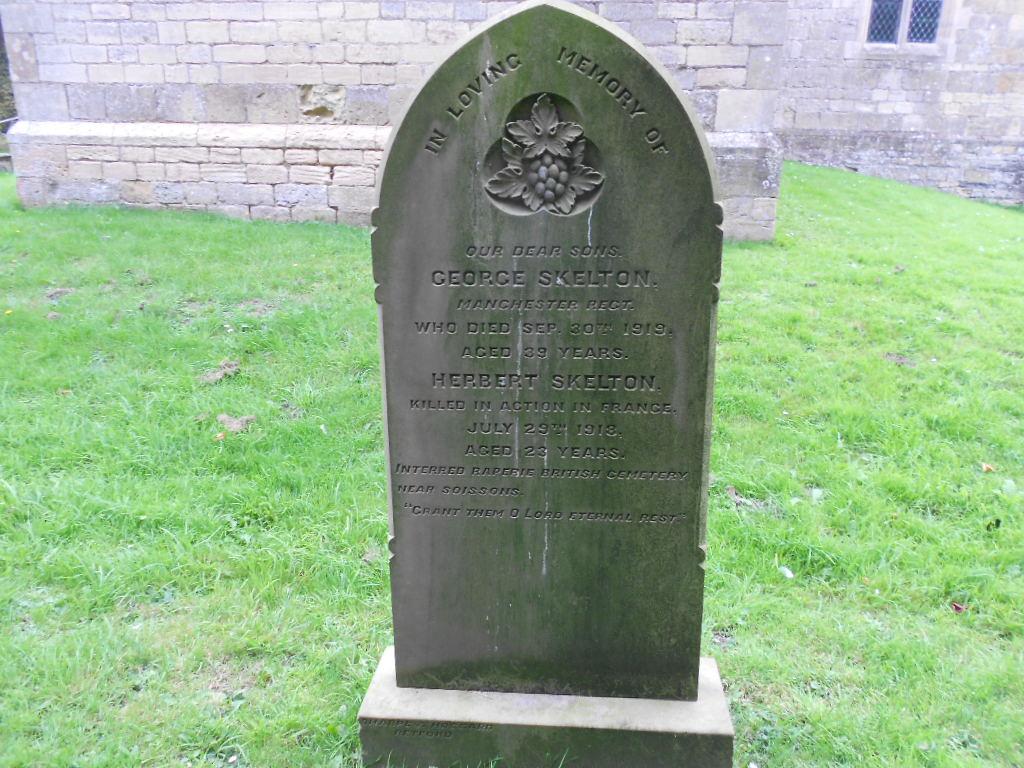 IN LOVING MEMORY OF
OUR DEAR SONS.
GEORGE SKELTON.
MANCHESTER REGT.
WHO DIED SEP. 30TH 1919.
AGED 39 YEARS.
HERBERT SKELTON.
KILLED IN ACTION IN FRANCE.
JULY 29TH 1918.
AGED 23 YEARS.
INTERRED RAPERIE BRITISH CEMETERY
NEAR SOISSONS.
"GRANT THEM O LORD ETERNAL REST"
RETFORD